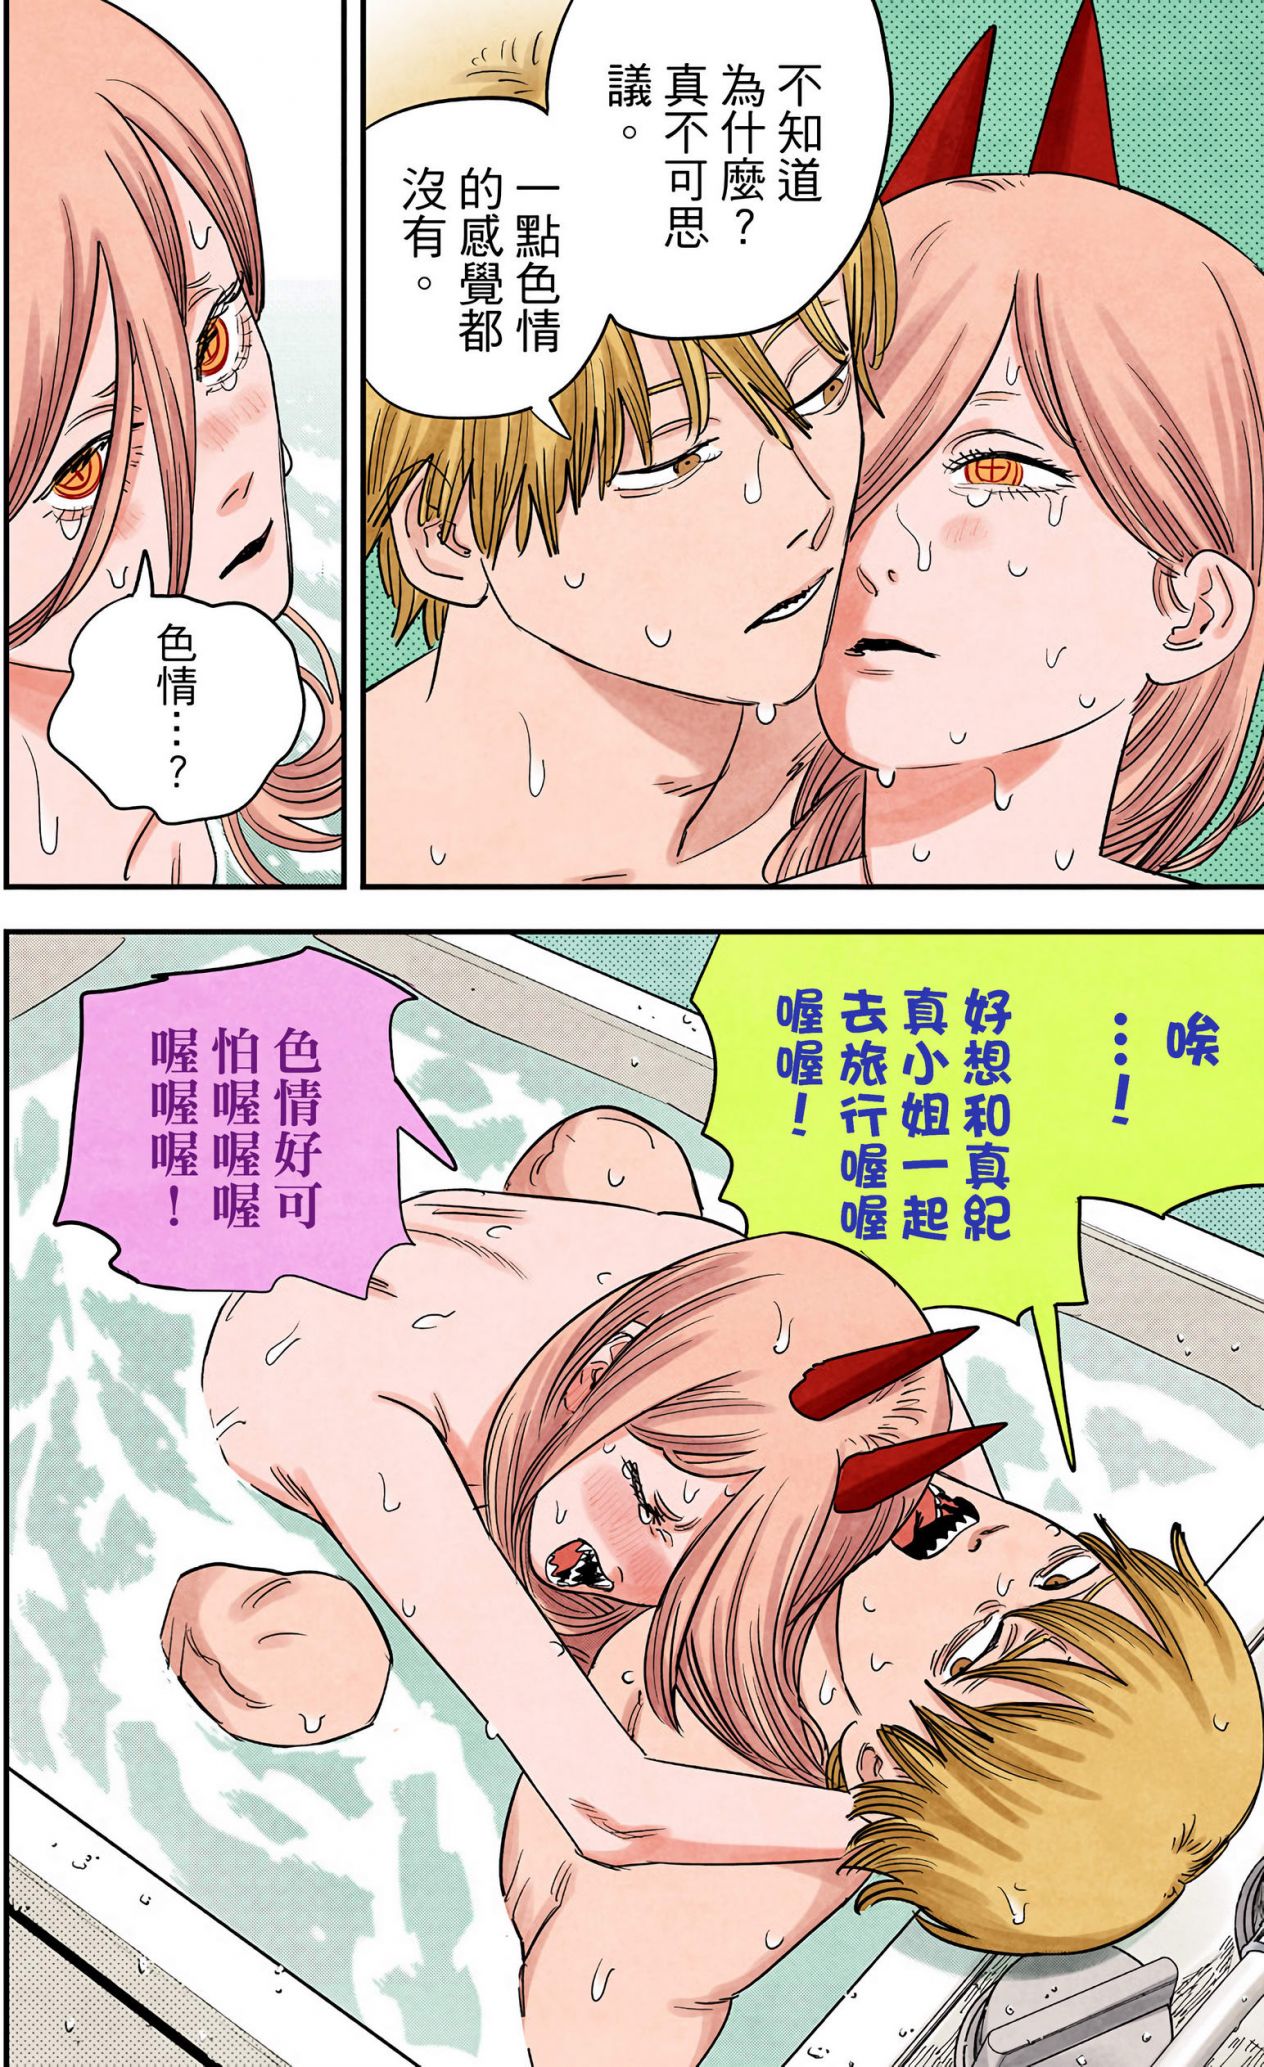 不知道
為什麼？
真不可思
議。
一點色情
的感覺都
沒有。
色情…？
唉
…！
好想和真紀
真小姐一起
去旅行喔喔
喔喔！
色情好可
怕喔喔喔
喔喔喔！